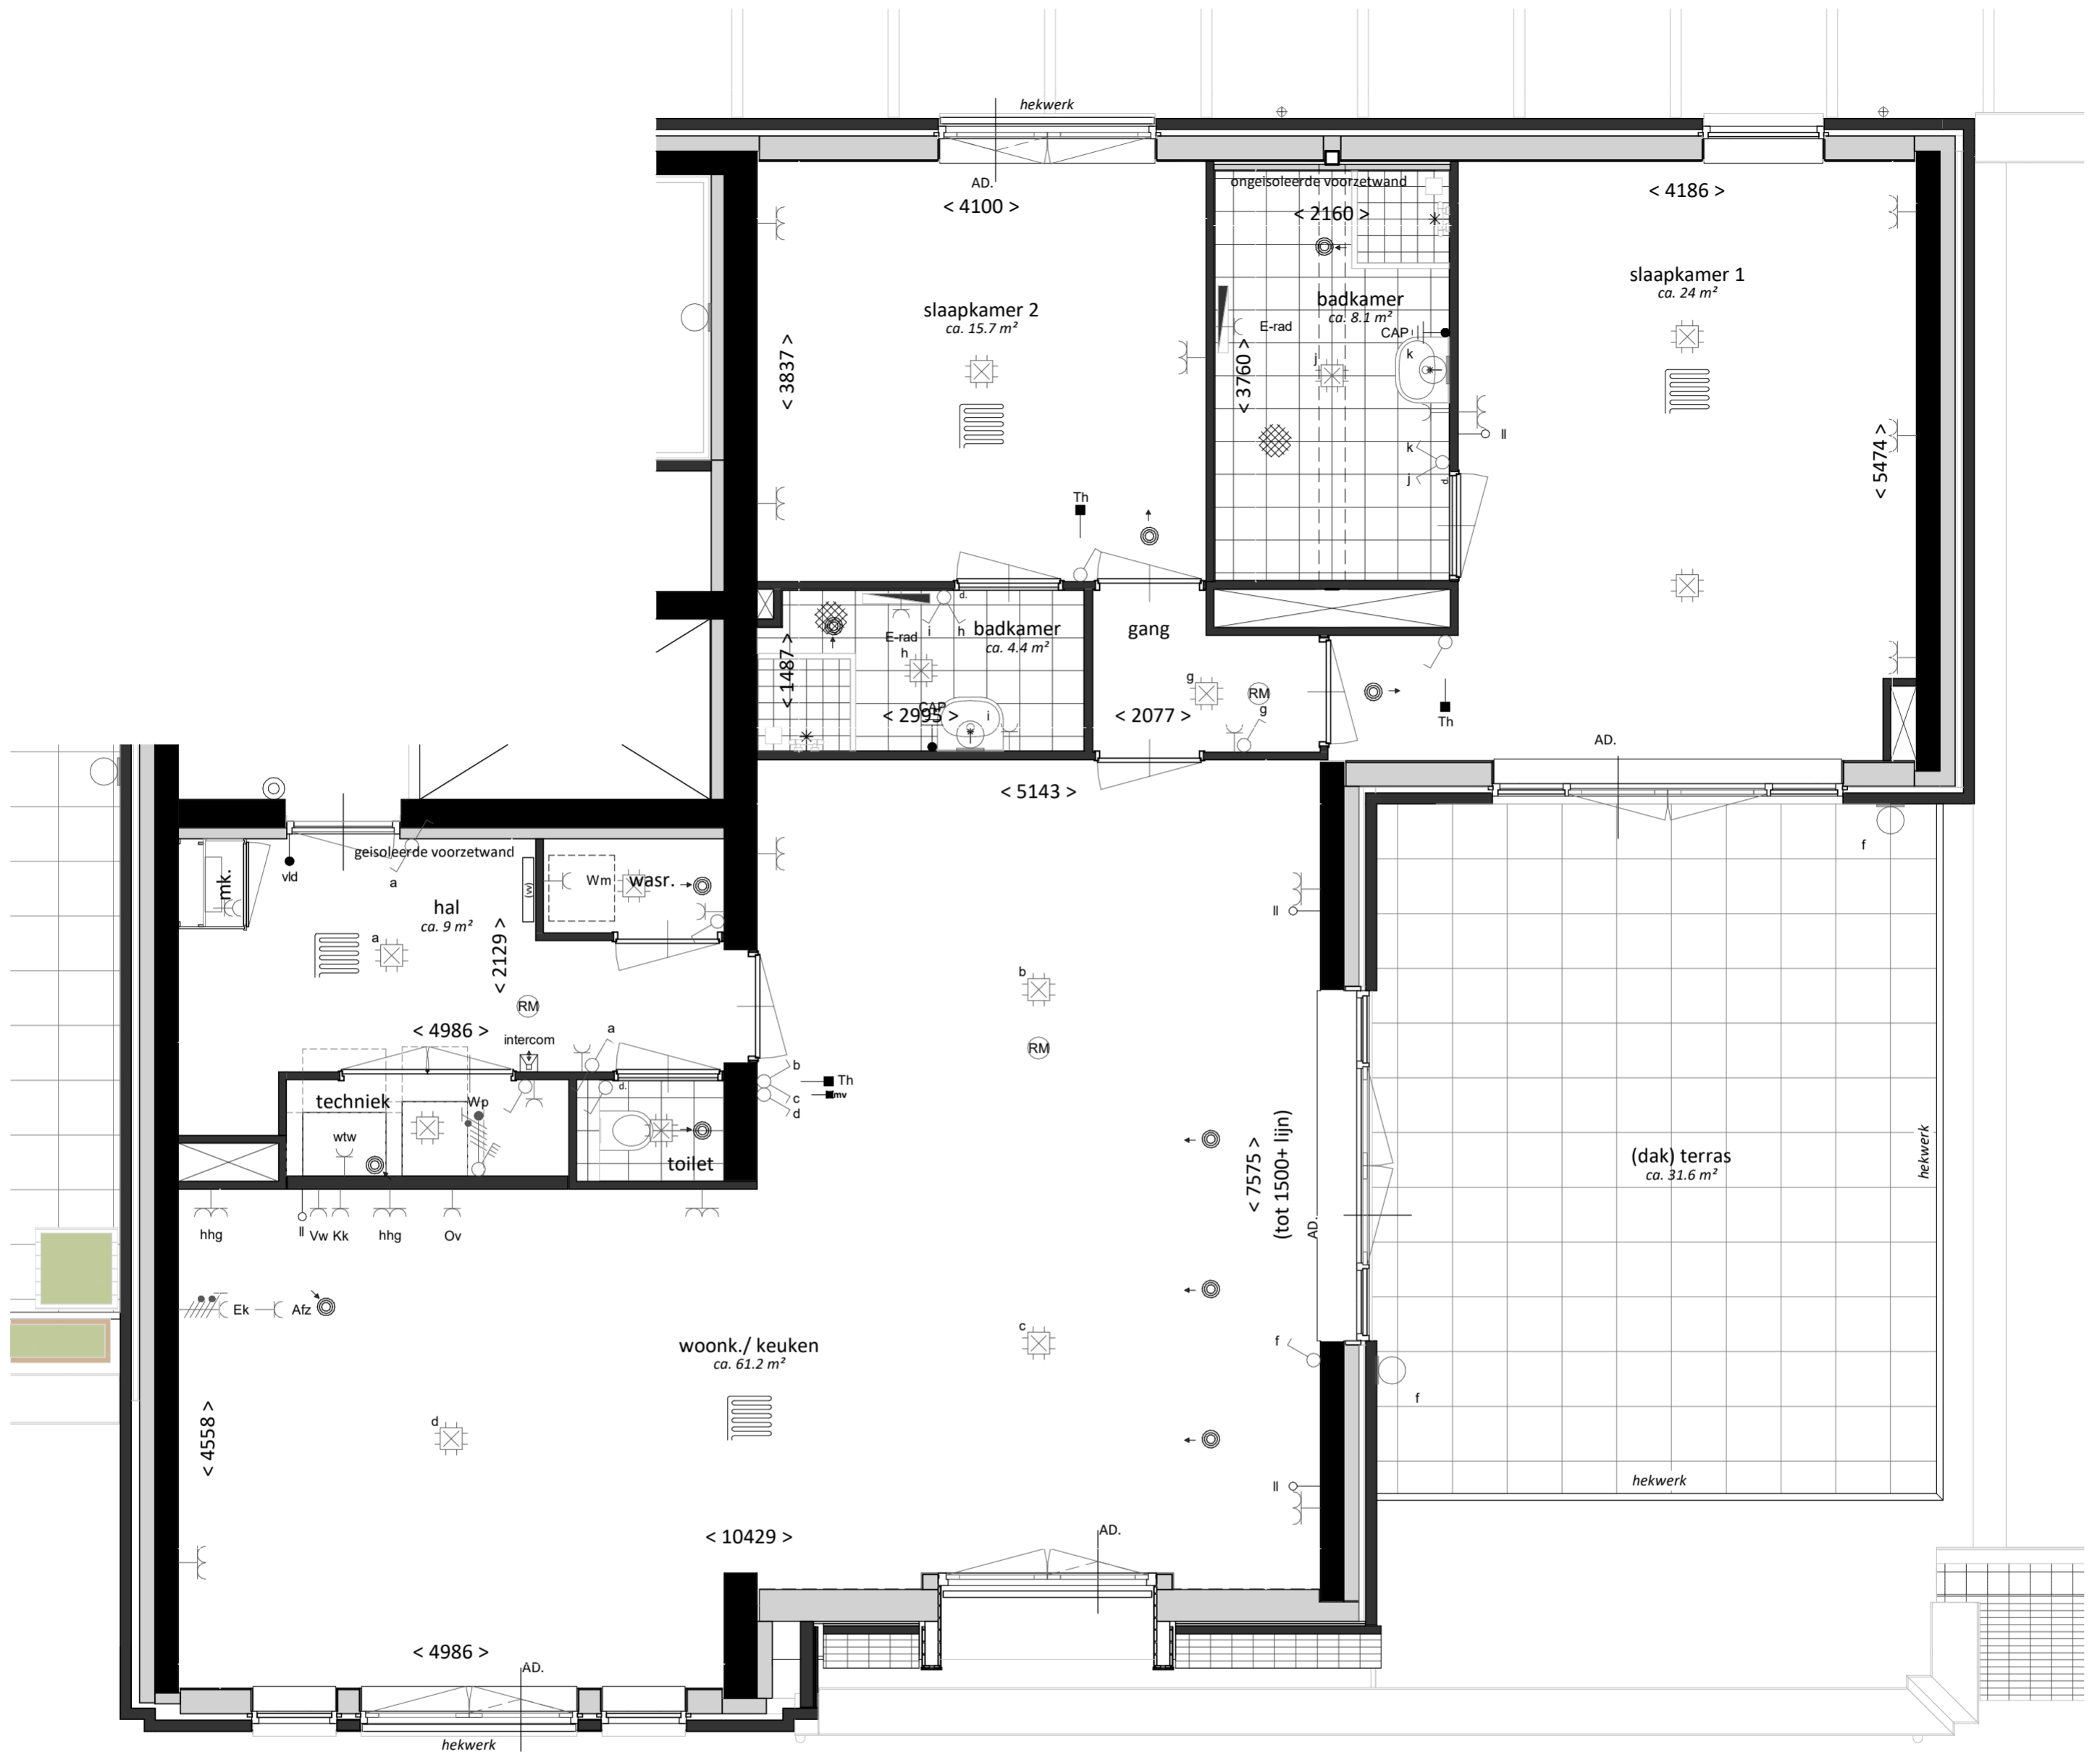 hekwerk
AD.
< 4100 >
ongeisoleerde voorzetwand
< 2160 >
< 4186 >
slaapkamer 2
ca. 15.7 m²
badkamer
ca. 8.1 m²
slaapkamer 1
ca. 24 m²
E-rad
CAP
k
j
< 3837 >
< 3760 >
k
j
d.
ll
< 5474 >
Th
d.
i
h
E-rad
h
badkamer
ca. 4.4 m²
gang
< 1487 >
CAP
i
< 2995 >
< 2077 >
g
RM
g
Th
AD.
< 5143 >
f
vld
geisoleerde voorzetwand
a
mk.
hal
ca. 9 m²
(vv)
Wm
wasr.
a
< 2129 >
RM
< 4986 >
intercom
a
ll
b
RM
b
c
d
Th
mv
techniek
Wp
wtw
d.
toilet
hhg
ll
Vw
Kk
hhg
Ov
< 7575 >
(tot 1500+ lijn)
AD.
(dak) terras
ca. 31.6 m²
hekwerk
Ek
Afz
woonk./ keuken
ca. 61.2 m²
c
f
f
d
< 4558 >
ll
hekwerk
< 10429 >
AD.
< 4986 >
AD.
hekwerk